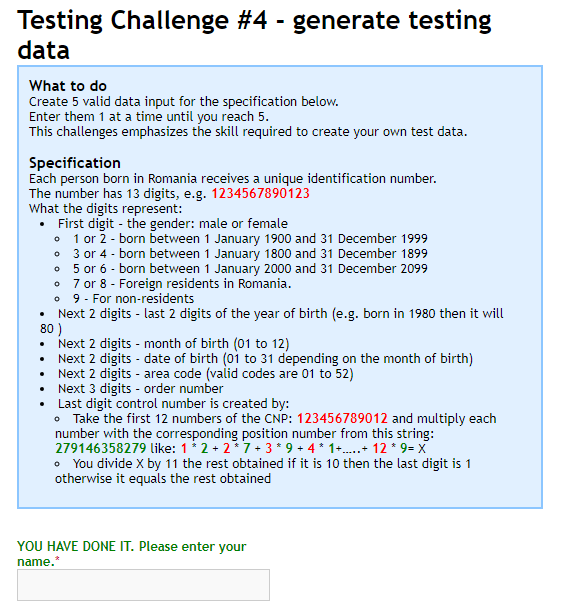 Testing Challenge #4 - generate testing
data
What to do
Create 5 valid data input for the specification below.
Enter them 1 at a time until you reach 5.
This challenges emphasizes the skill required to create your own test data.
Specification
Each person born in Romania receives a unique identification number.
The number has 13 digits, e.g. 1234567890123
What the digits represent:
• First digit - the gender: male or female
◦ 1 or 2 - born between 1 January 1900 and 31 December 1999
◦ 3 or 4 - born between 1 January 1800 and 31 December 1899
◦ 5 or 6 - born between 1 January 2000 and 31 December 2099
◦ 7 or 8 - Foreign residents in Romania.
◦ 9 - For non-residents
• Next 2 digits - last 2 digits of the year of birth (e.g. born in 1980 then it will
80 )
• Next 2 digits - month of birth (01 to 12)
• Next 2 digits - date of birth (01 to 31 depending on the month of birth)
• Next 2 digits - area code (valid codes are 01 to 52)
• Next 3 digits - order number
• Last digit control number is created by:
◦ Take the first 12 numbers of the CNP: 123456789012 and multiply each
number with the corresponding position number from this string:
279146358279 like: 1 * 2 + 2 * 7 + 3 * 9 + 4 * 1+.....+ 12 * 9= X
◦ You divide X by 11 the rest obtained if it is 10 then the last digit is 1
otherwise it equals the rest obtained
YOU HAVE DONE IT. Please enter your
name.*